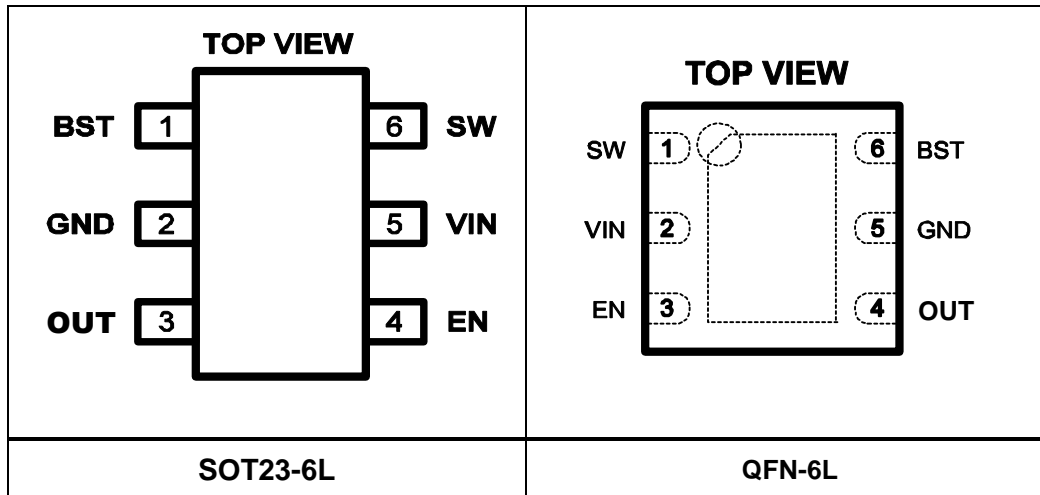 TOP VIEW
BST 1 6 SW
GND 2 5 VIN
OUT 3 4 EN
SOT23-6L
TOP VIEW
SW 1 6 BST
VIN 2 5 GND
EN 3 4 OUT
QFN-6L